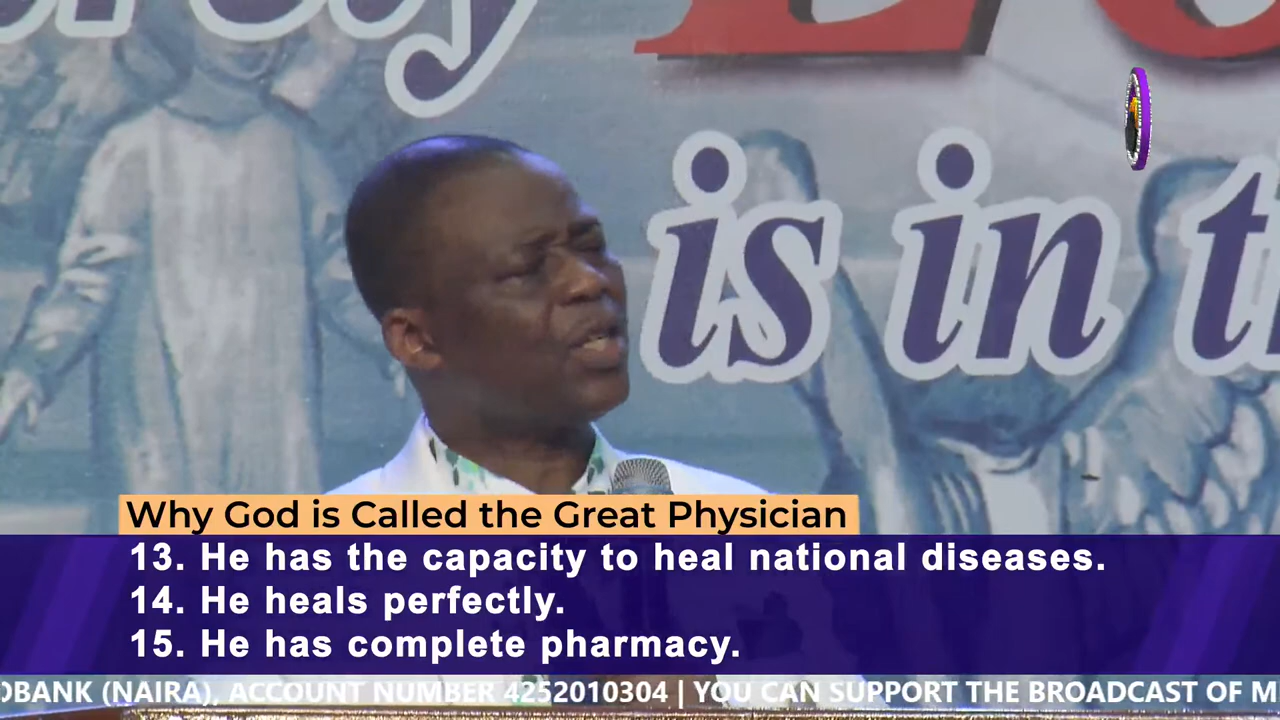 is in
Why God is Called the Great Physician
13. He has the capacity to heal national diseases.
14. He heals perfectly.
15. He has complete pharmacy.
(NAIRA), ACCOUNT NUMBER 4252010304 | YOU CAN SUPPORT THE BROADCAST OF